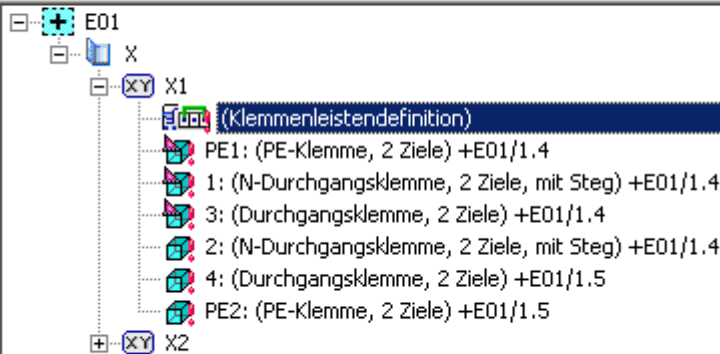 E01
X
XY X1
(Klemmenleistendefinition)
PE1: (PE-Klemme, 2 Ziele) +E01/1.4
1: (N-Durchgangsklemme, 2 Ziele, mit Steg) +E01/1.4
3: (Durchgangsklemme, 2 Ziele) +E01/1.4
2: (N-Durchgangsklemme, 2 Ziele, mit Steg) +E01/1.4
4: (Durchgangsklemme, 2 Ziele) +E01/1.5
PE2: (PE-Klemme, 2 Ziele) +E01/1.5
XY X2